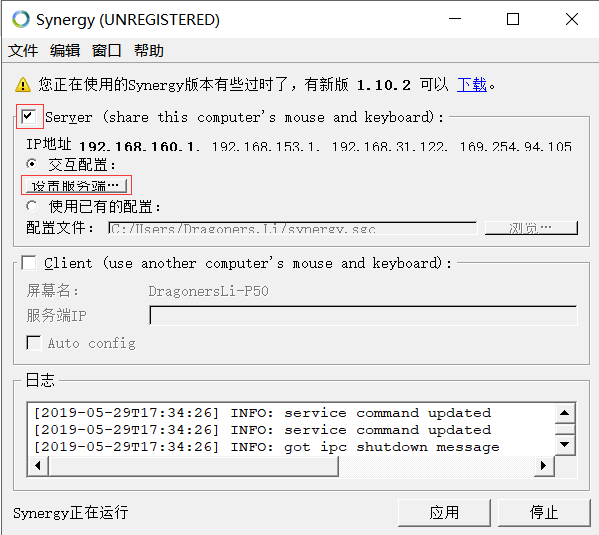 Synergy (UNREGISTERED)
文件 编辑 窗口 帮助
您正在使用的Synergy版本有些过时了，有新版 1.10.2 可以 下载。
Server (share this computer's mouse and keyboard):
IP地址 192.168.160.1, 192.168.153.1, 192.168.31.122, 169.254.94.105
交互配置：
设置服务端…
使用已有的配置：
配置文件： C:/Users/Dragoners.Li/synergy.sgc 浏览…
Client (use another computer's mouse and keyboard):
屏幕名： DragonersLi-P50
服务端IP
Auto config
日志
[2019-05-29T17:34:26] INFO: service command updated
[2019-05-29T17:34:26] INFO: service command updated
[2019-05-29T17:34:26] INFO: got ipc shutdown message
Synergy正在运行 应用 停止